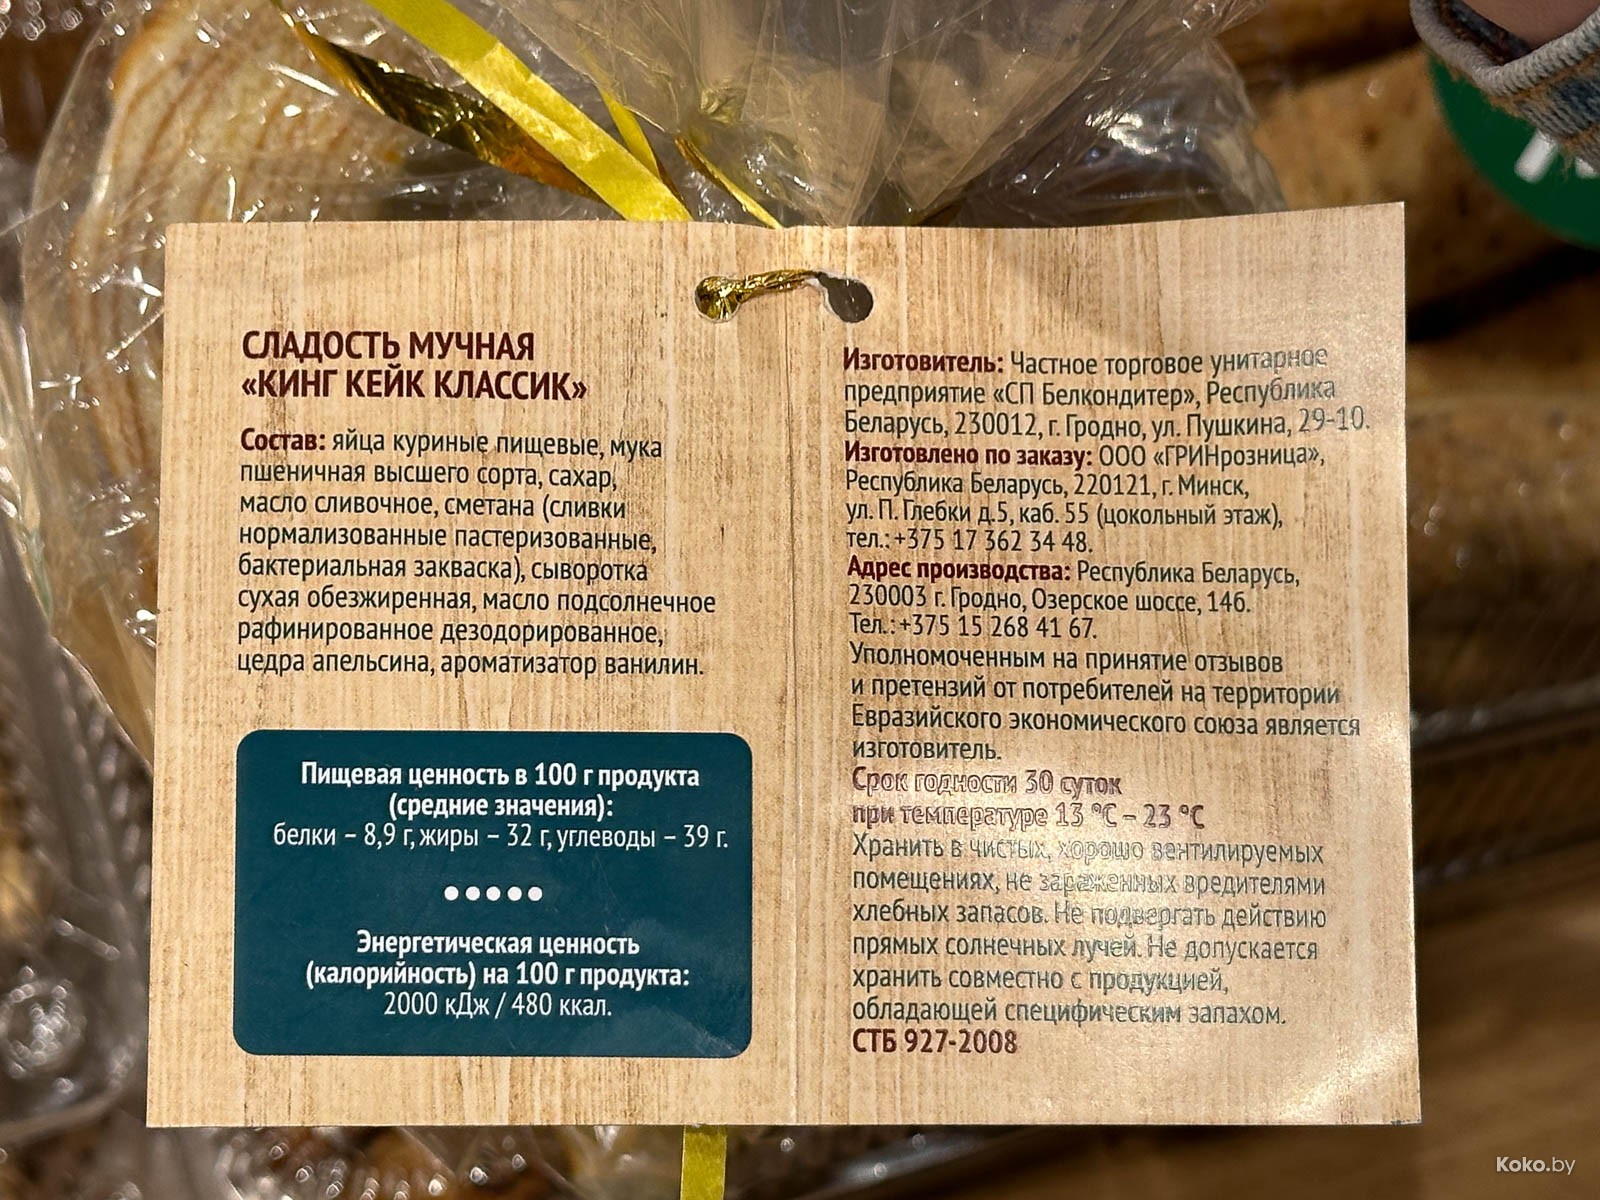 СЛАДОСТЬ МУЧНАЯ
«КИНГ КЕЙК КЛАССИК»
Состав: яйца куриные пищевые, мука
пшеничная высшего сорта, сахар,
масло сливочное, сметана (сливки
нормализованные пастеризованные,
бактериальная закваска), сыворотка
сухая обезжиренная, масло подсолнечное
рафинированное дезодорированное,
цедра апельсина, ароматизатор ванилин.
Пищевая ценность в 100 г продукта
(средние значения):
белки – 8,9 г, жиры – 32 г, углеводы – 39 г.
Энергетическая ценность
(калорийность) на 100 г продукта:
2000 кДж / 480 ккал.
Изготовитель: Частное торговое унитарное
предприятие «СП Белкондитер», Республика
Беларусь, 230012, г. Гродно, ул. Пушкина, 29-10.
Изготовлено по заказу: ООО «ГРИНрозница»,
Республика Беларусь, 220121, г. Минск,
ул. П. Глебки д.5, каб. 55 (цокольный этаж),
тел.: +375 17 362 34 48.
Адрес производства: Республика Беларусь,
230003 г. Гродно, Озерское шоссе, 14б.
Тел.: +375 15 268 41 67.
Уполномоченным на принятие отзывов
и претензий от потребителей на территории
Евразийского экономического союза является
изготовитель.
Срок годности 30 суток
при температуре 13 °С – 23 °С
Хранить в чистых, хорошо вентилируемых
помещениях, не зараженных вредителями
хлебных запасов. Не подвергать действию
прямых солнечных лучей. Не допускается
хранить совместно с продукцией,
обладающей специфическим запахом.
СТБ 927-2008
Koko.by